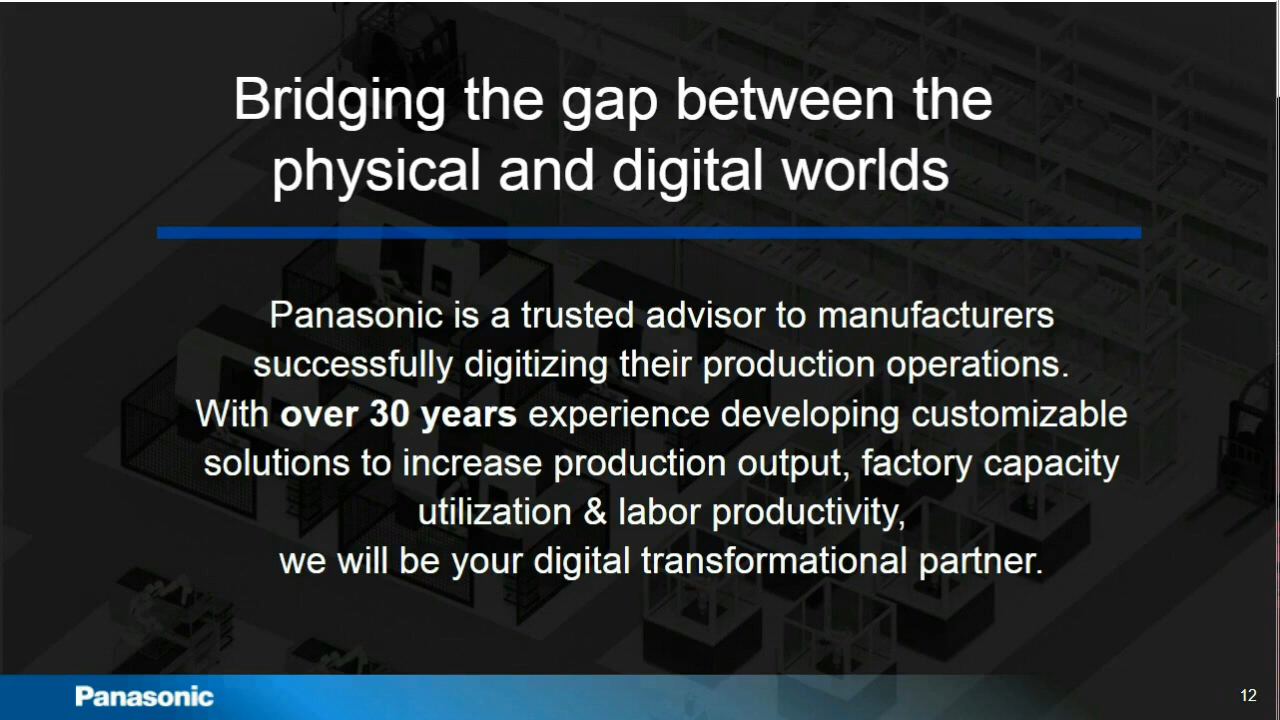 Bridging the gap between the
physical and digital worlds
Panasonic is a trusted advisor to manufacturers
successfully digitizing their production operations.
With over 30 years experience developing customizable
solutions to increase production output, factory capacity
utilization & labor productivity,
we will be your digital transformational partner.
Panasonic
12